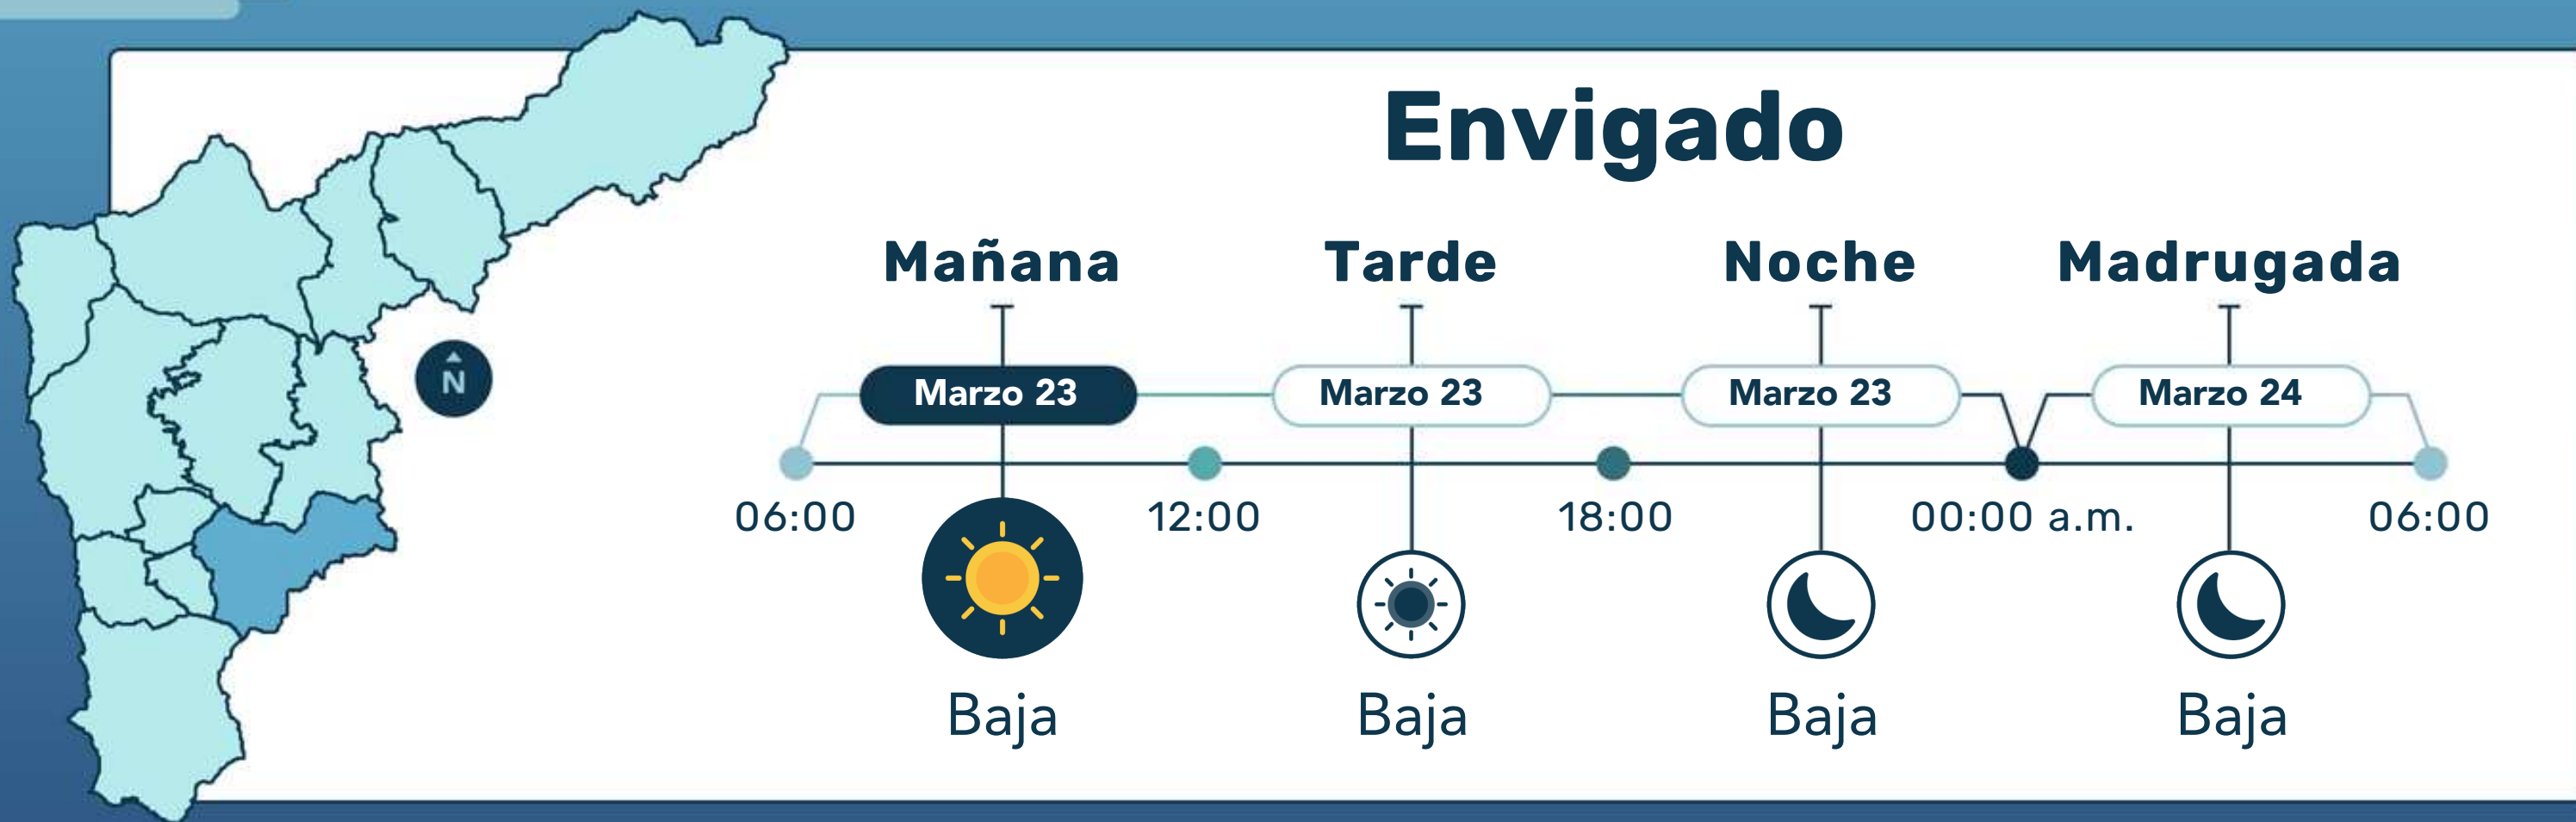 Envigado
Mañana Tarde Noche Madrugada
N
Marzo 23 Marzo 23 Marzo 23 Marzo 24
06:00 12:00 18:00 00:00 a.m. 06:00
Baja Baja Baja Baja